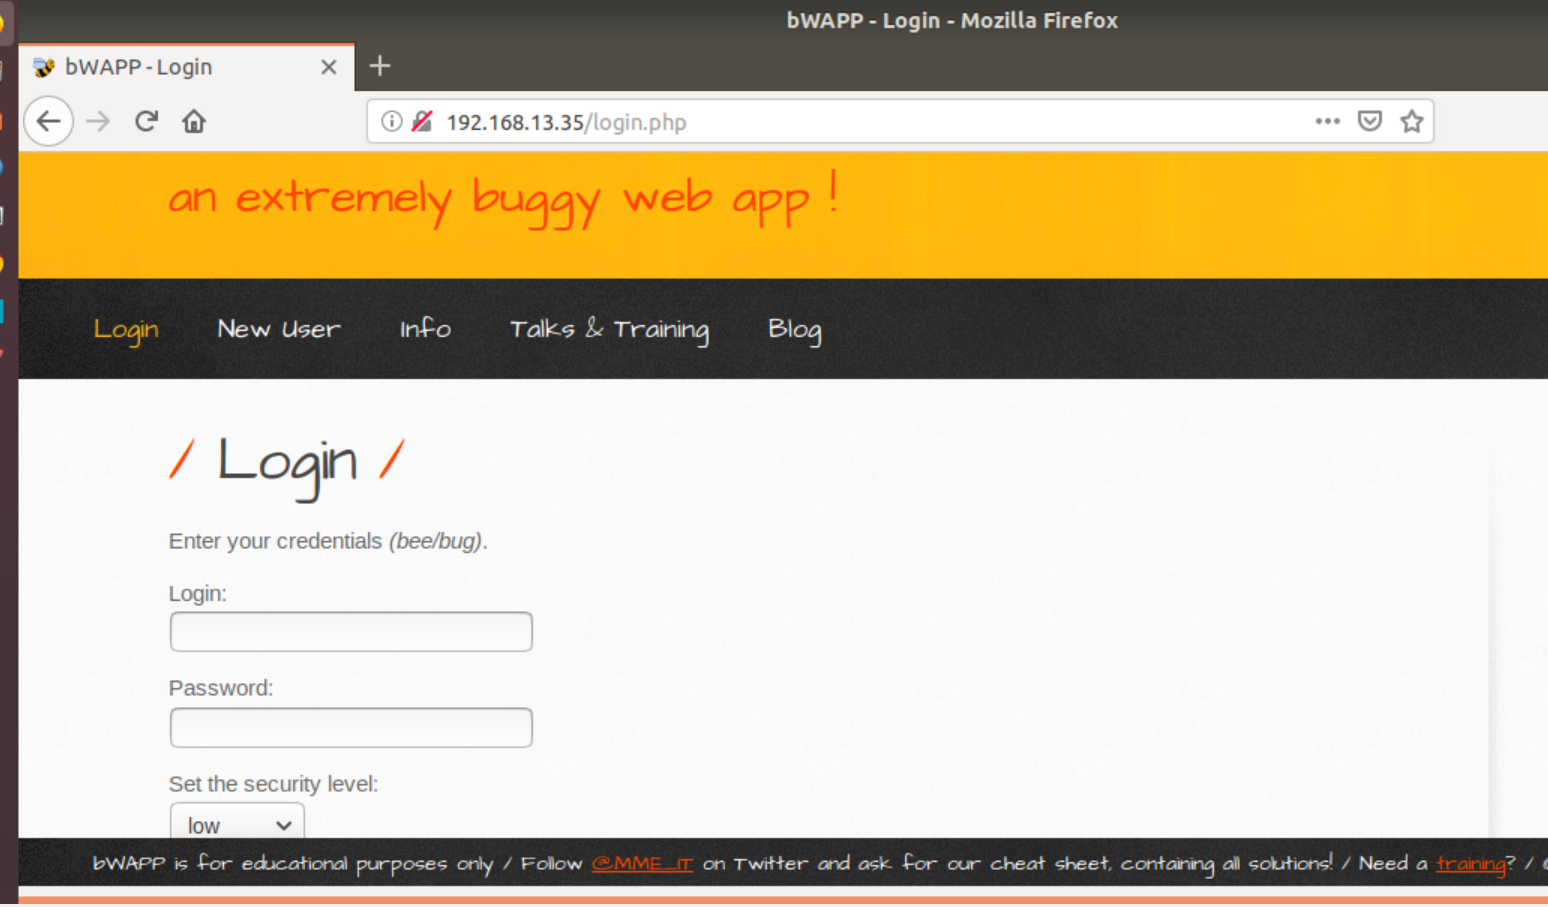 bWAPP - Login - Mozilla Firefox
bWAPP - Login
192.168.13.35/login.php
an extremely buggy web app !
Login New User Info Talks & Training Blog
/ Login /
Enter your credentials (bee/bug).
Login:
Password:
Set the security level:
low
bWAPP is for educational purposes only / Follow @MME_IT on Twitter and ask for our cheat sheet, containing all solutions! / Need a training? /